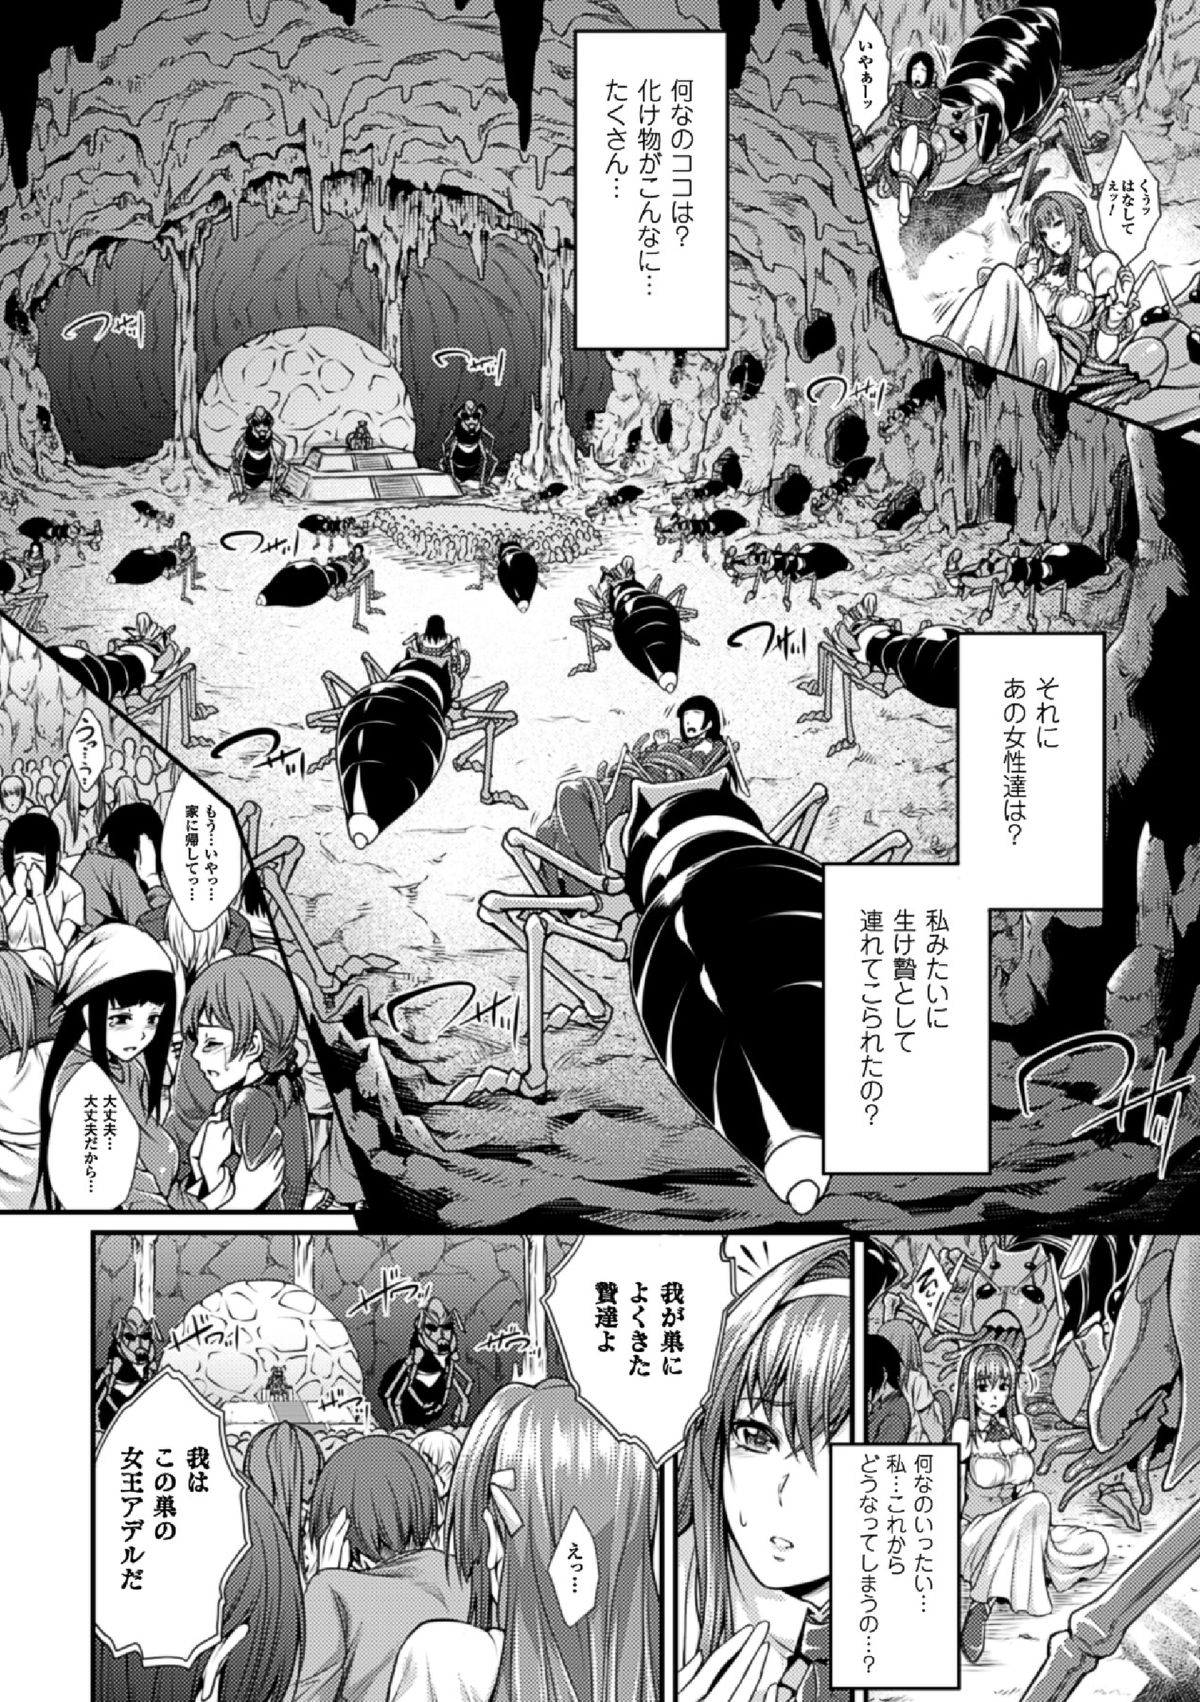 いやぁーッ
くうッ
はなして
えッ！
何なのココは？
化け物がこんなに…
たくさん…
それに
あの女性達は？
私みたいに
生け贄として
連れてこられたの？
うっ…う…
もう…いやっ…
家に帰してっ…
大丈夫…
大丈夫だから…
何なのいったい…
私…これから
どうなってしまうの…？
我が巣に
よくきた
贄達よ
えっ…
我は
この巣の
女王アデルだ